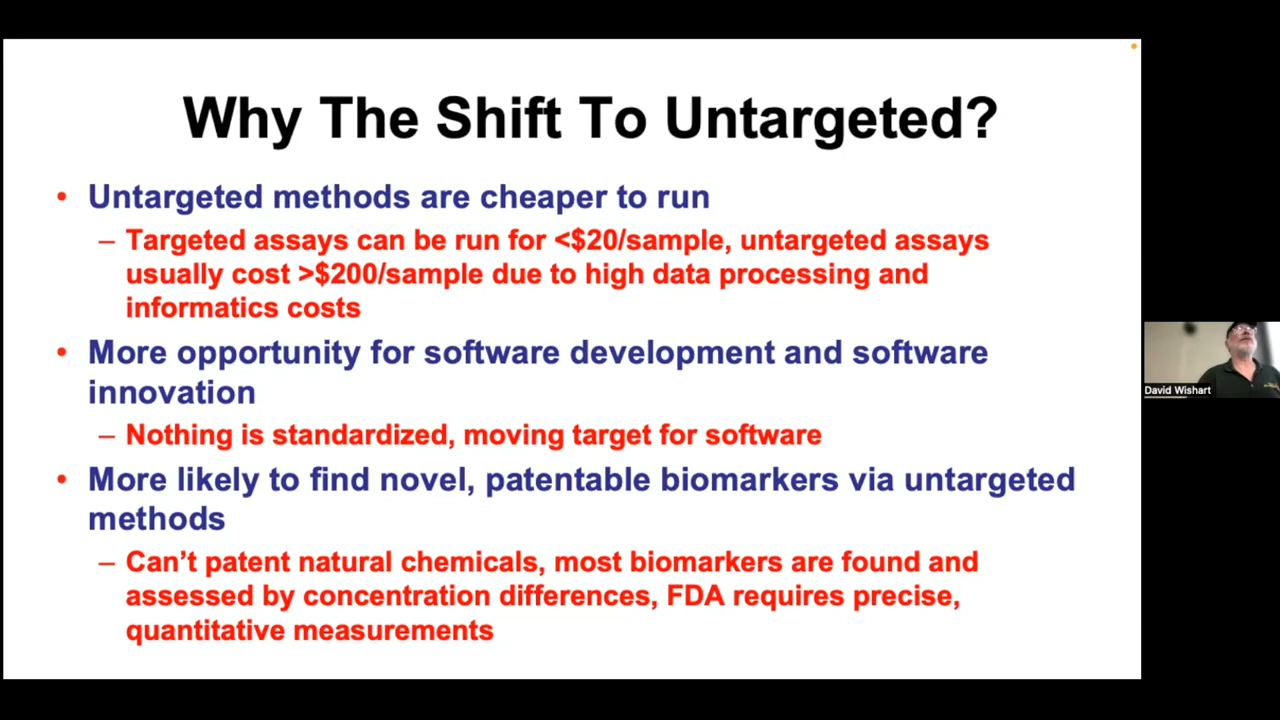 Why The Shift To Untargeted?
• Untargeted methods are cheaper to run
– Targeted assays can be run for <$20/sample, untargeted assays
usually cost >$200/sample due to high data processing and
informatics costs
• More opportunity for software development and software
innovation
– Nothing is standardized, moving target for software
• More likely to find novel, patentable biomarkers via untargeted
methods
– Can’t patent natural chemicals, most biomarkers are found and
assessed by concentration differences, FDA requires precise,
quantitative measurements
David Wishart